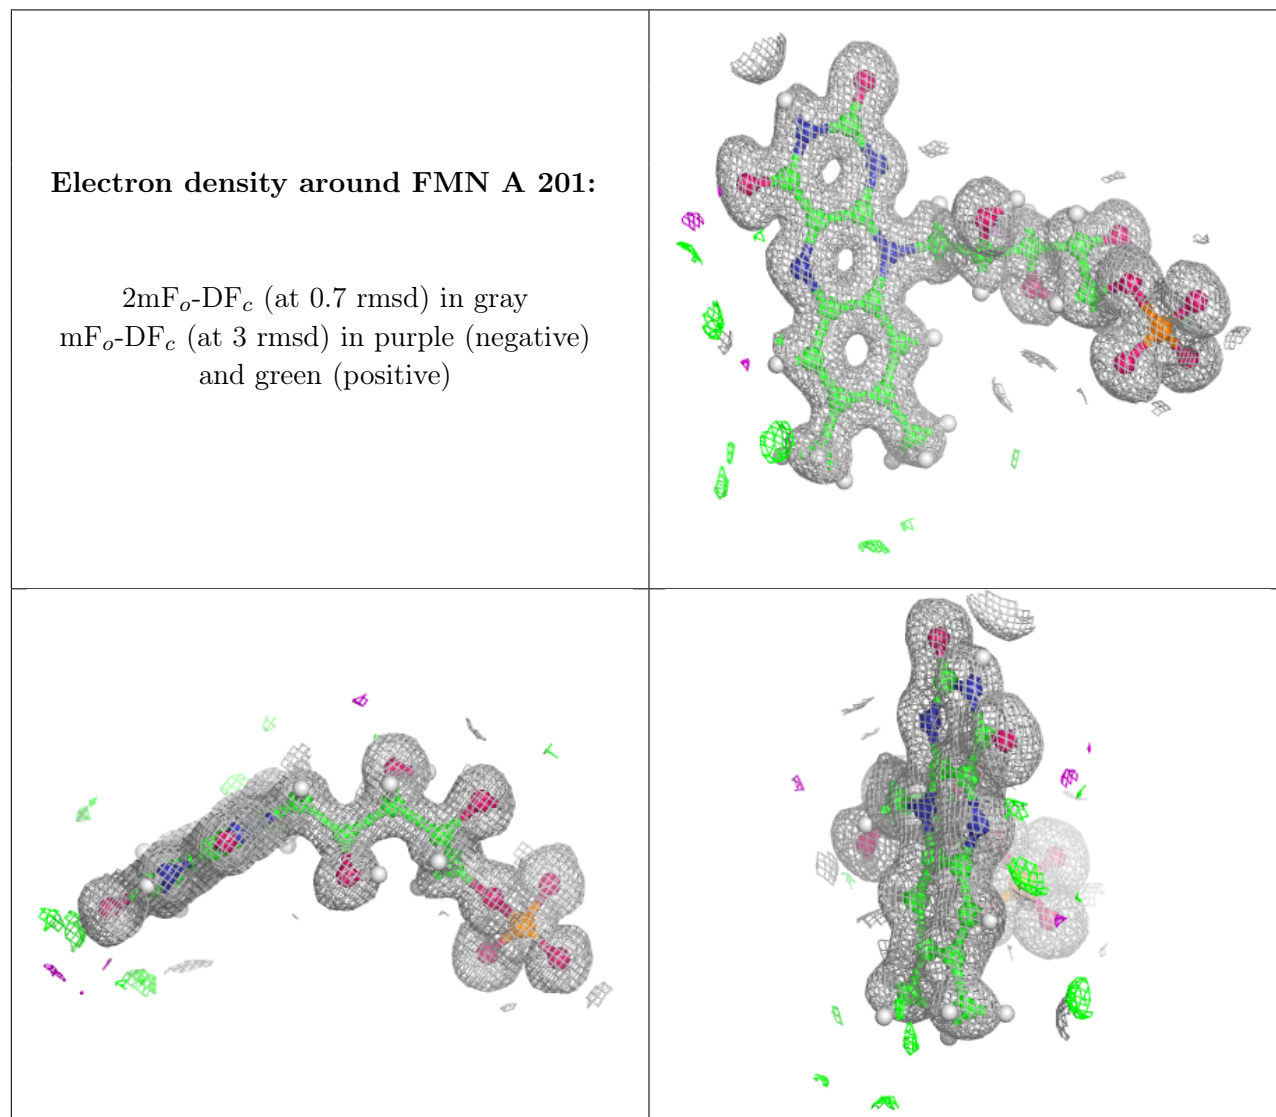 Electron density around FMN A 201:
2mFo-DFc (at 0.7 rmsd) in gray
mFo-DFc (at 3 rmsd) in purple (negative)
and green (positive)